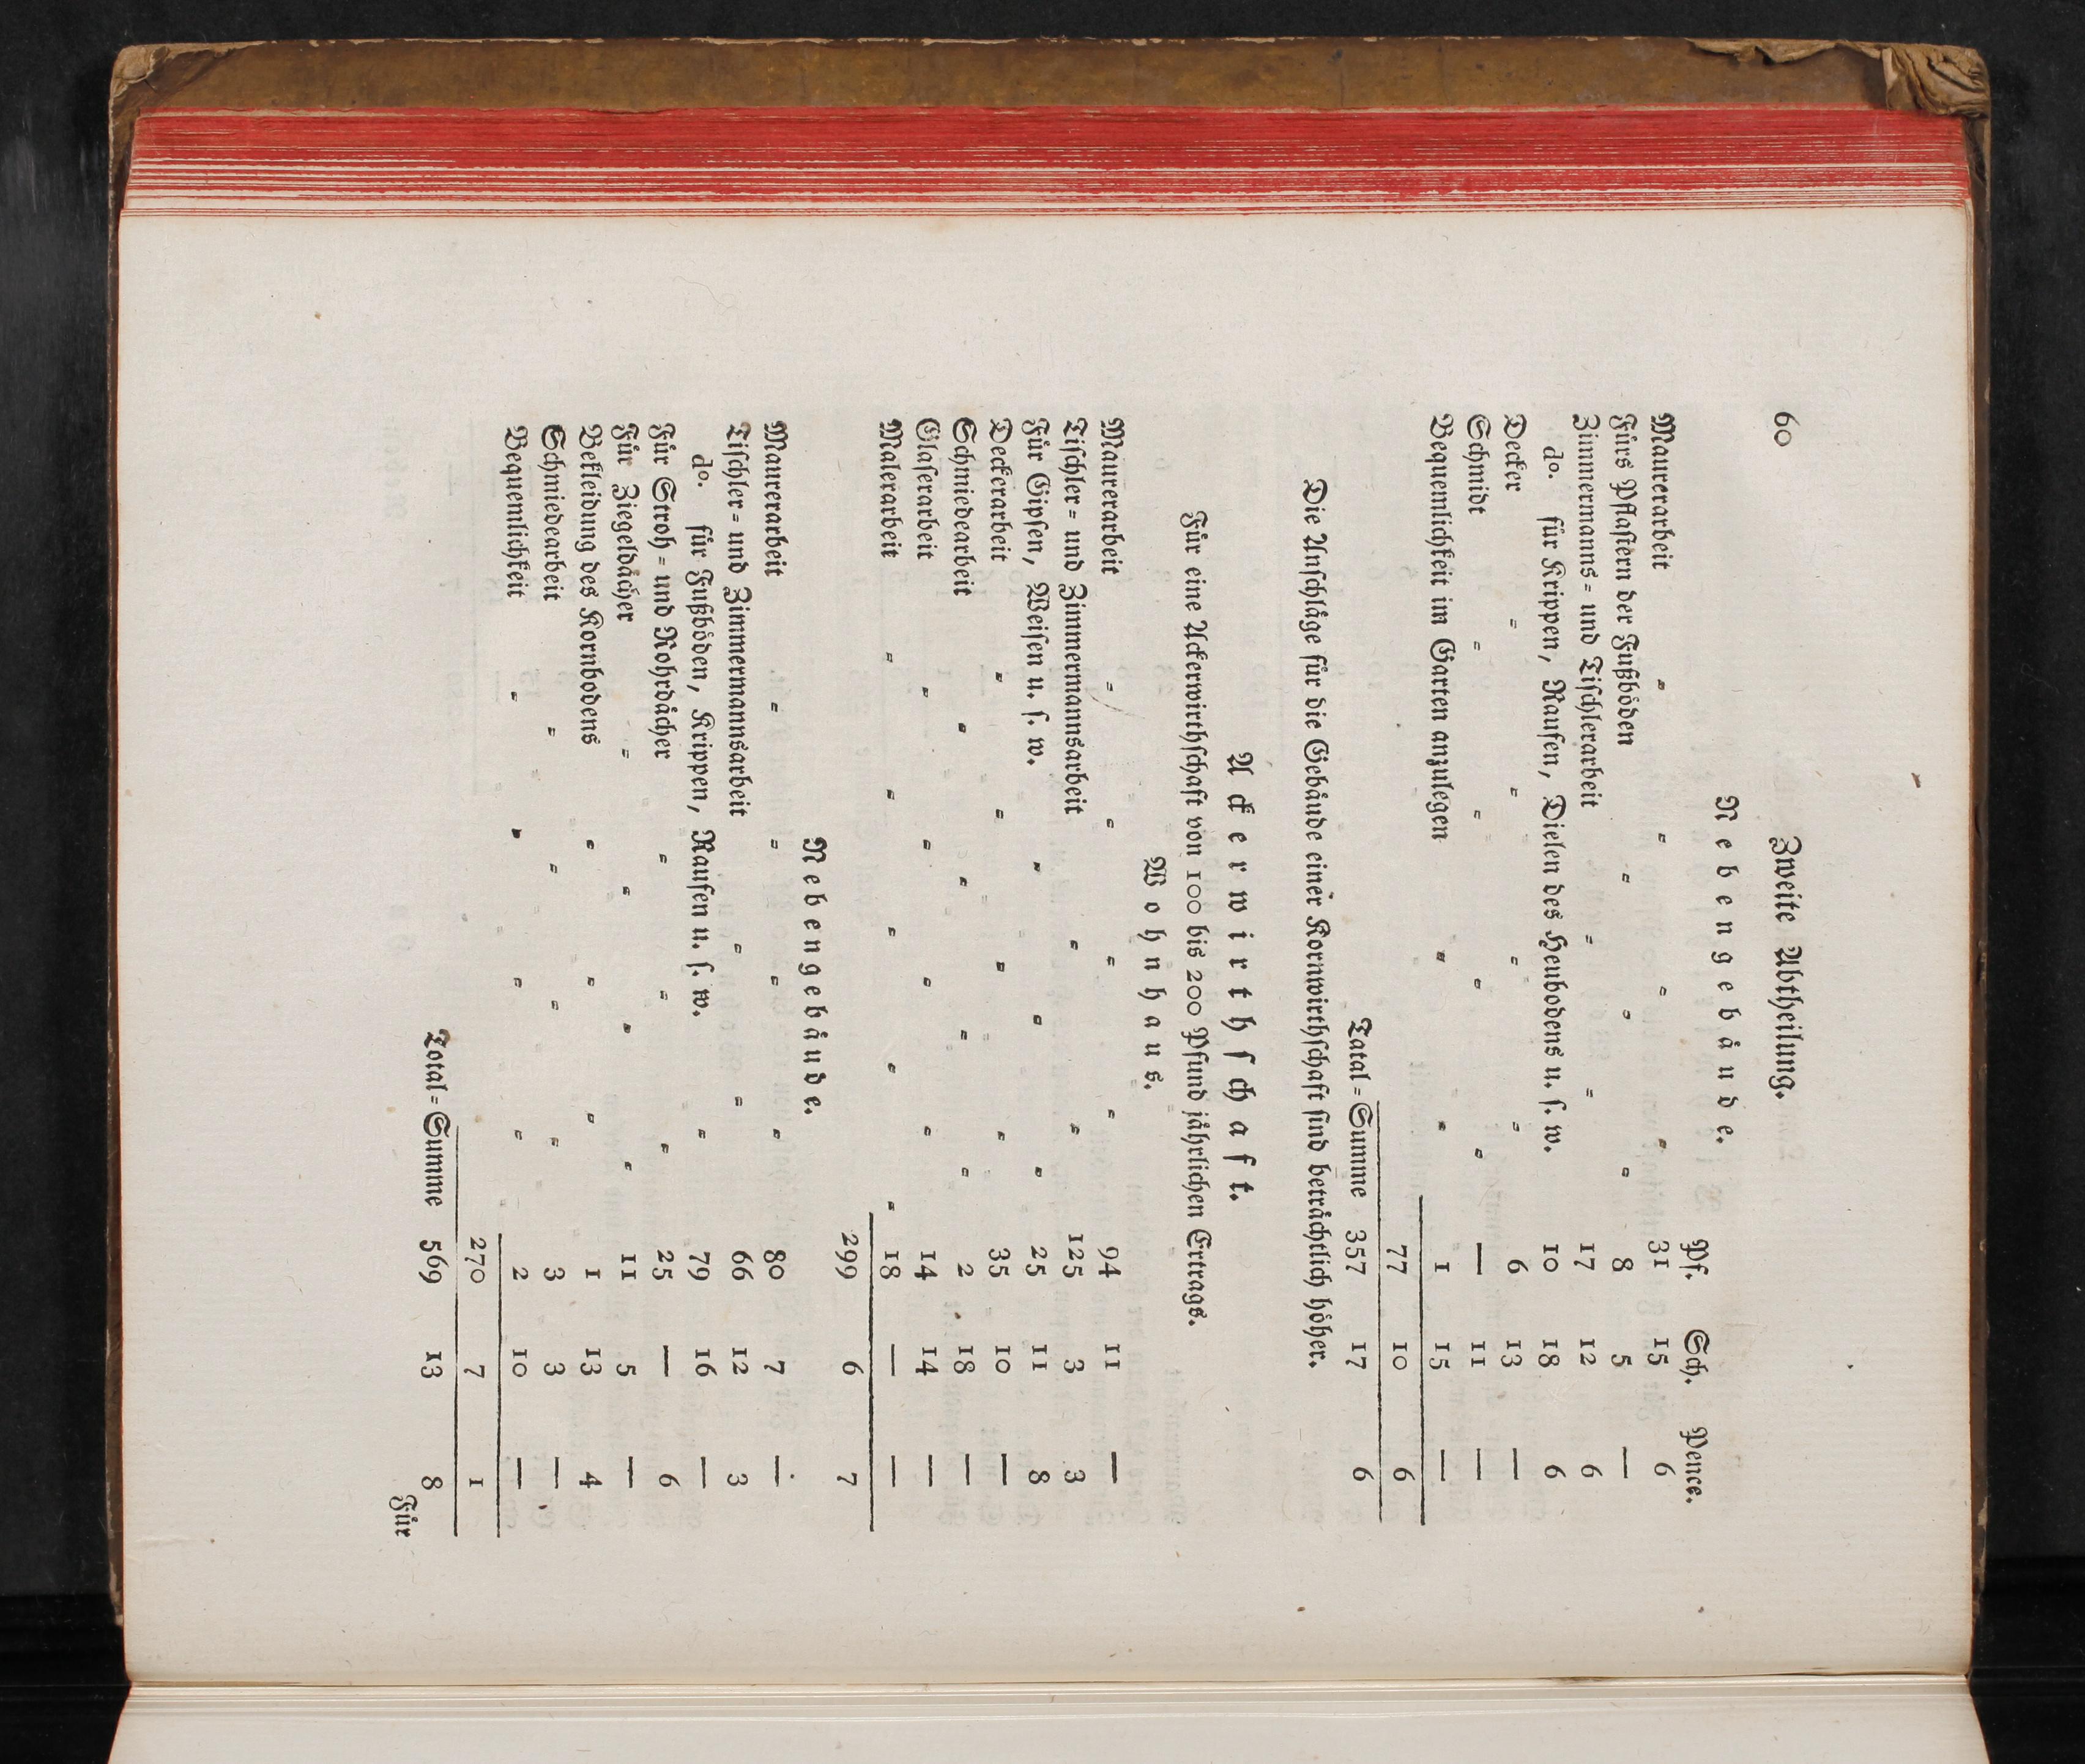 60 Zweite Abtheilung.
Nebengebäude.
Pf. Sch. Pence.
Maurerarbeit = = = = 31 15 6
Fürs Pflastern der Fußböden = = = 8 5 —
Zimmermanns= und Tischlerarbeit = = 17 12 6
do. für Krippen, Raufen, Dielen des Heubodens u. s. w. 10 18 6
Decker = = = = 6 13 —
Schmidt = = = = — 11 —
Bequemlichkeit im Garten anzulegen = = 1 15 —
77 10 6
Tatal=Summe 357 17 6
Die Anschläge für die Gebäude einer Kornwirthschaft sind beträchtlich höher.
Ackerwirthschaft.
Für eine Ackerwirthschaft von 100 bis 200 Pfund jährlichen Ertrags.
Wohnhaus.
Maurerarbeit = = = = 94 11 —
Tischler= und Zimmermannsarbeit = = 125 3 3
Für Gipsen, Weisen u. s. w. = = = 25 11 8
Deckerarbeit = = = = 35 10 —
Schmiedearbeit = = = = 2 18 —
Glaserarbeit = = = = 14 14 —
Malerarbeit = = = = = 18 — —
299 6 7
Nebengebäude.
Maurerarbeit = = = = 80 7 —
Tischler= und Zimmermannsarbeit = = 66 12 3
do. für Fußböden, Krippen, Raufen u. s. w. = 79 16 —
Für Stroh= und Rohrdächer = = = 25 — 6
Für Ziegeldächer = = = = 11 5 —
Bekleidung des Kornbodens = = = 1 13 4
Schmiedearbeit = = = = 3 3 —
Bequemlichkeit = = = = 2 10 —
270 7 1
Total=Summe 569 13 8
Für